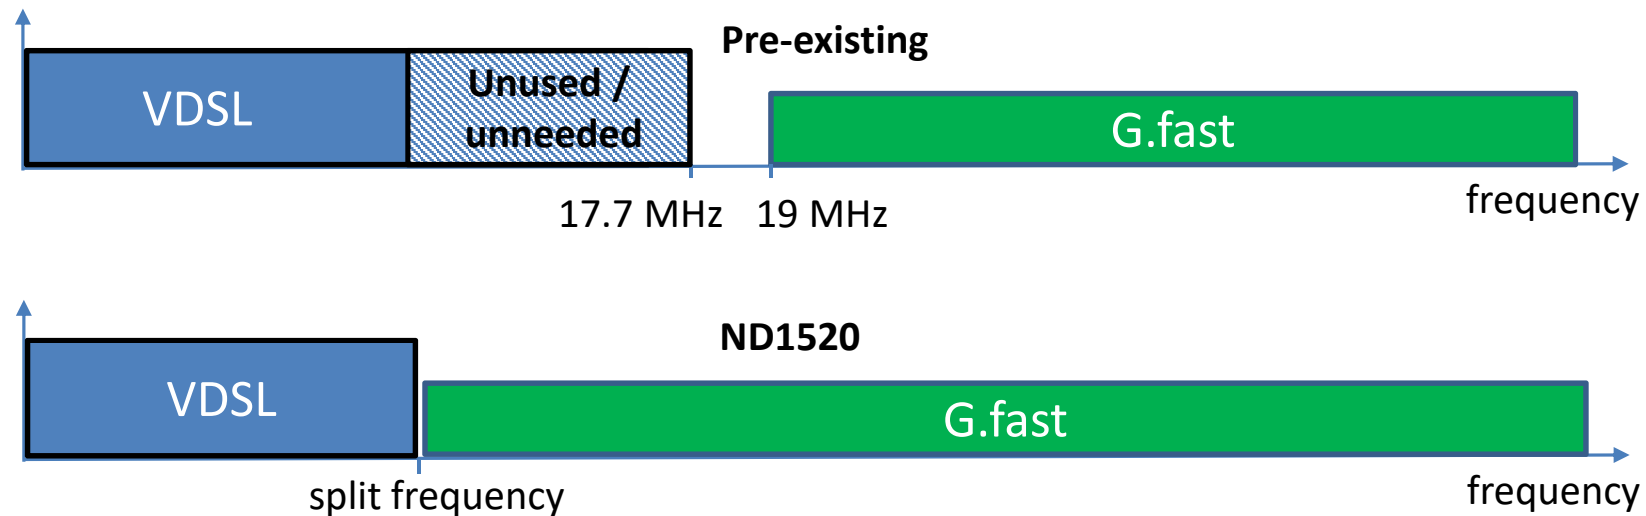 Pre-existing
VDSL
Unused /
unneeded
G.fast
17.7 MHz
19 MHz
frequency
ND1520
VDSL
G.fast
split frequency
frequency